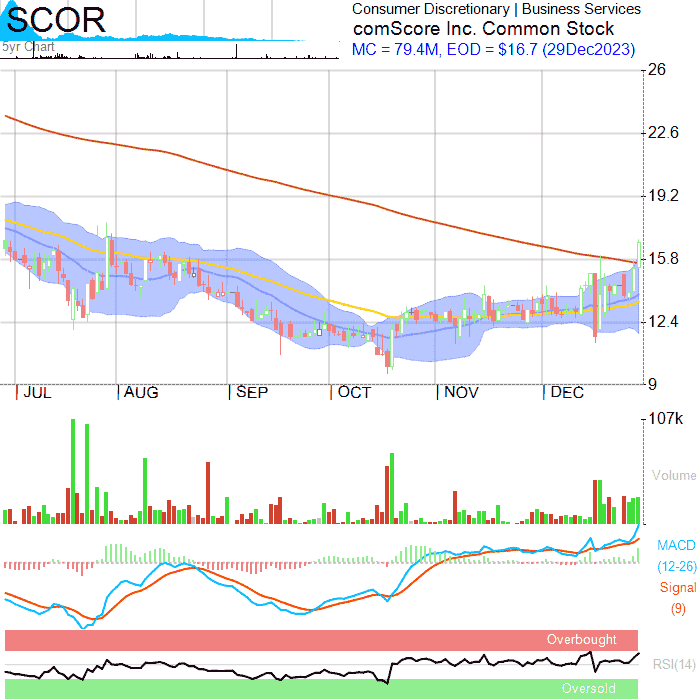 SCOR
5yr Chart
Consumer Discretionary | Business Services
comScore Inc. Common Stock
MC = 79.4M, EOD = $16.7 (29Dec2023)
26
22.6
19.2
15.8
12.4
9
JUL AUG SEP OCT NOV DEC
107k
Volume
MACD
(12-26)
Signal
(9)
Overbought
RSI(14)
Oversold